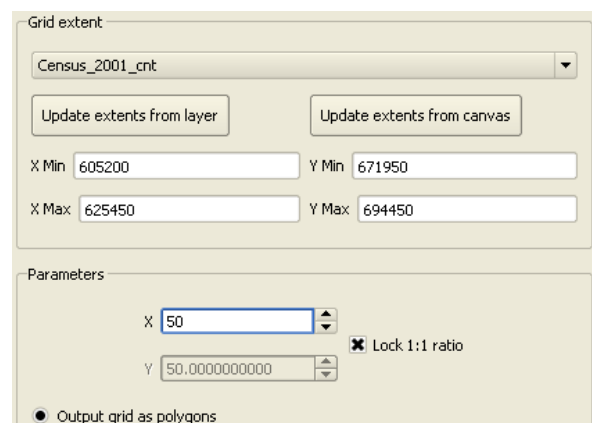 Grid extent
Census_2001_cnt
Update extents from layer Update extents from canvas
X Min 605200 Y Min 671950
X Max 625450 Y Max 694450
Parameters
X 50
Lock 1:1 ratio
Y 50.0000000000
Output grid as polygons